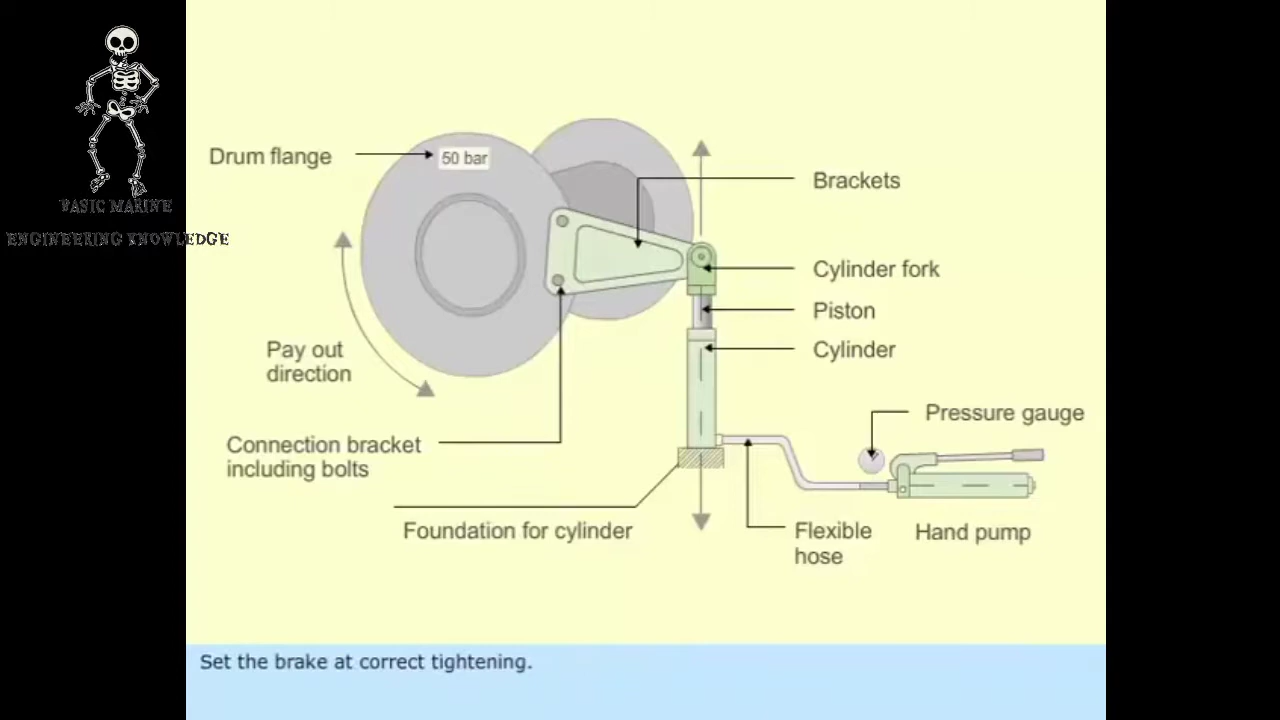 BASIC MARINE
ENGINEERING KNOWLEDGE
Drum flange
50 bar
Brackets
Cylinder fork
Piston
Cylinder
Pay out
direction
Pressure gauge
Connection bracket
including bolts
Foundation for cylinder
Flexible
hose
Hand pump
Set the brake at correct tightening.